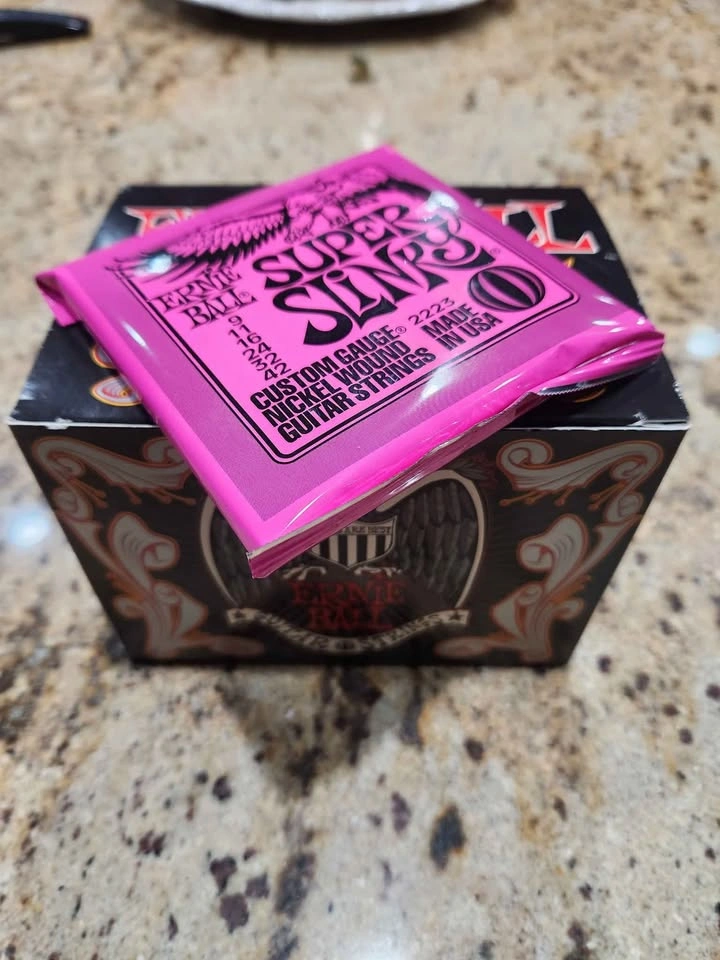 ERNIE
BALL®
SUPER
SLINKY®
9
11
16
24
32
42
CUSTOM GAUGE® 2223
NICKEL WOUND MADE
GUITAR STRINGS IN USA
ERNIE
BALL
STRINGS